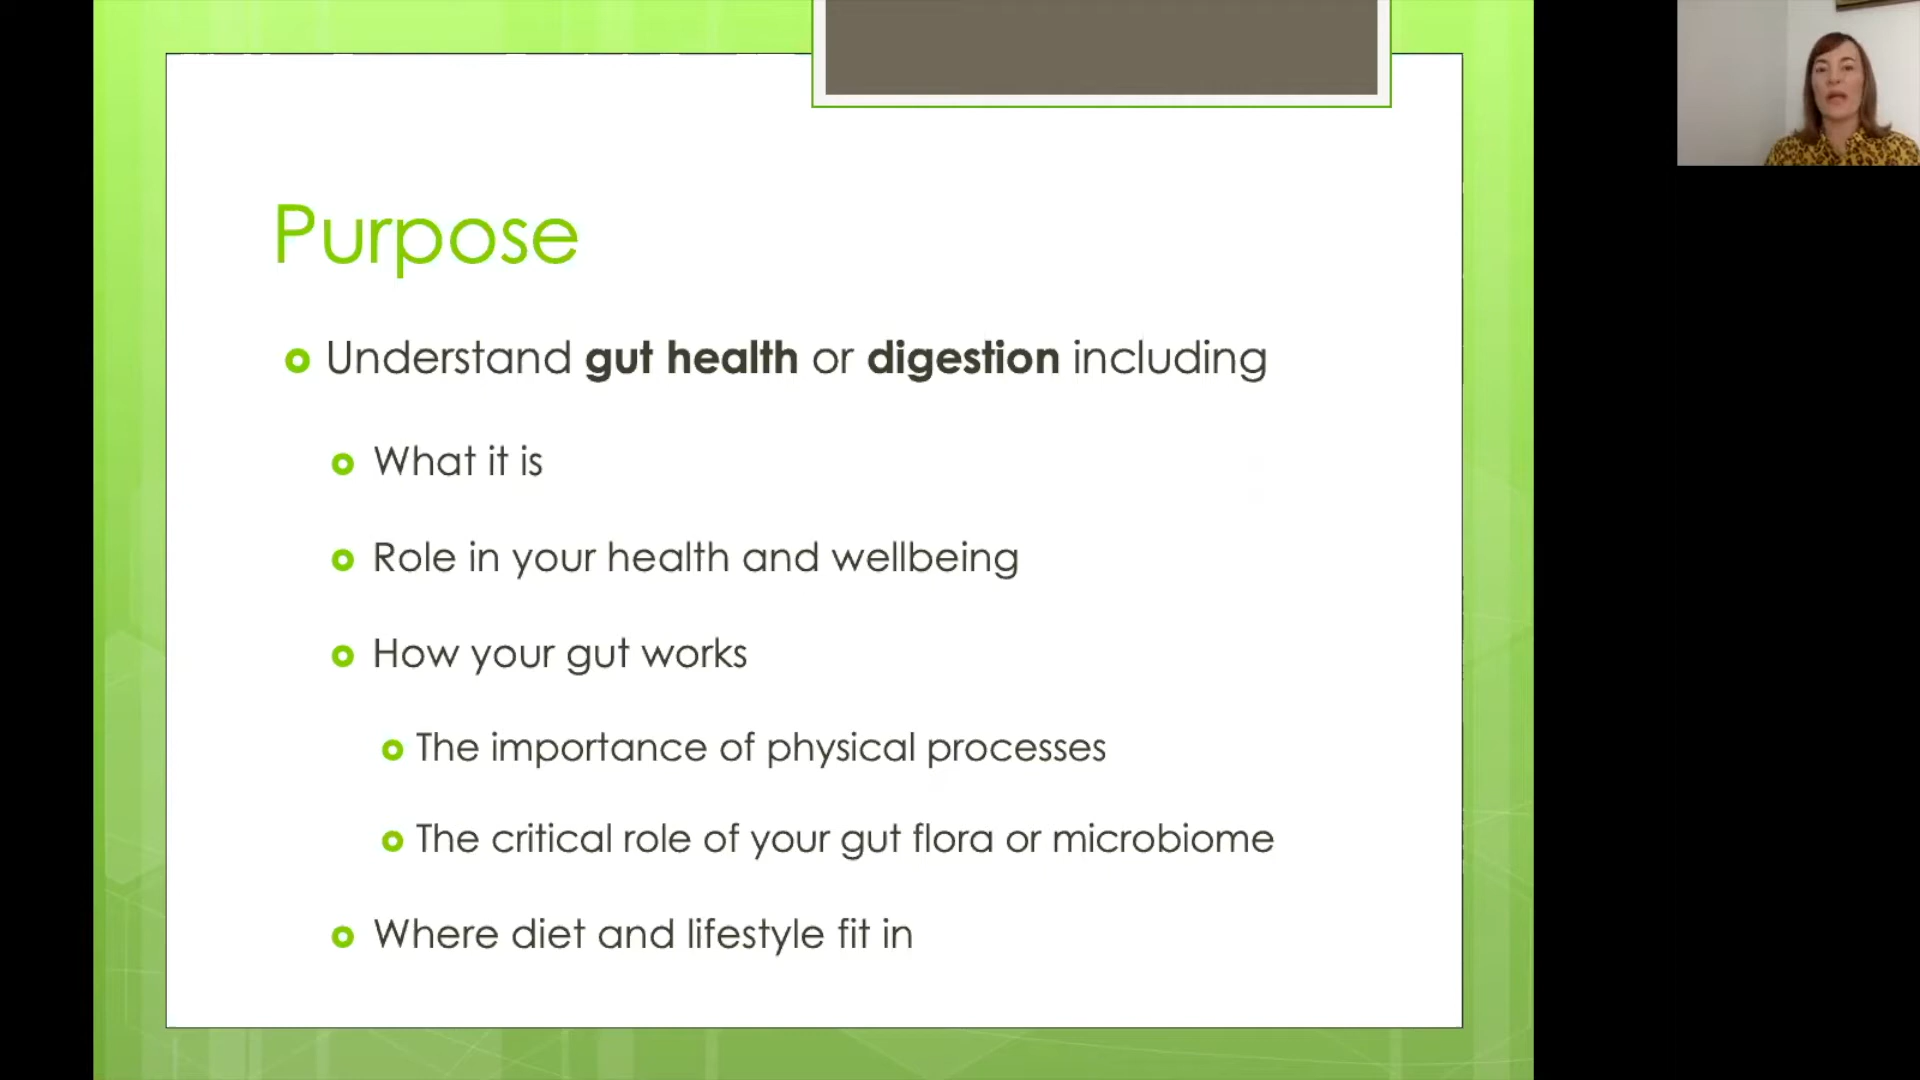 Purpose
Understand gut health or digestion including
What it is
Role in your health and wellbeing
How your gut works
The importance of physical processes
The critical role of your gut flora or microbiome
Where diet and lifestyle fit in